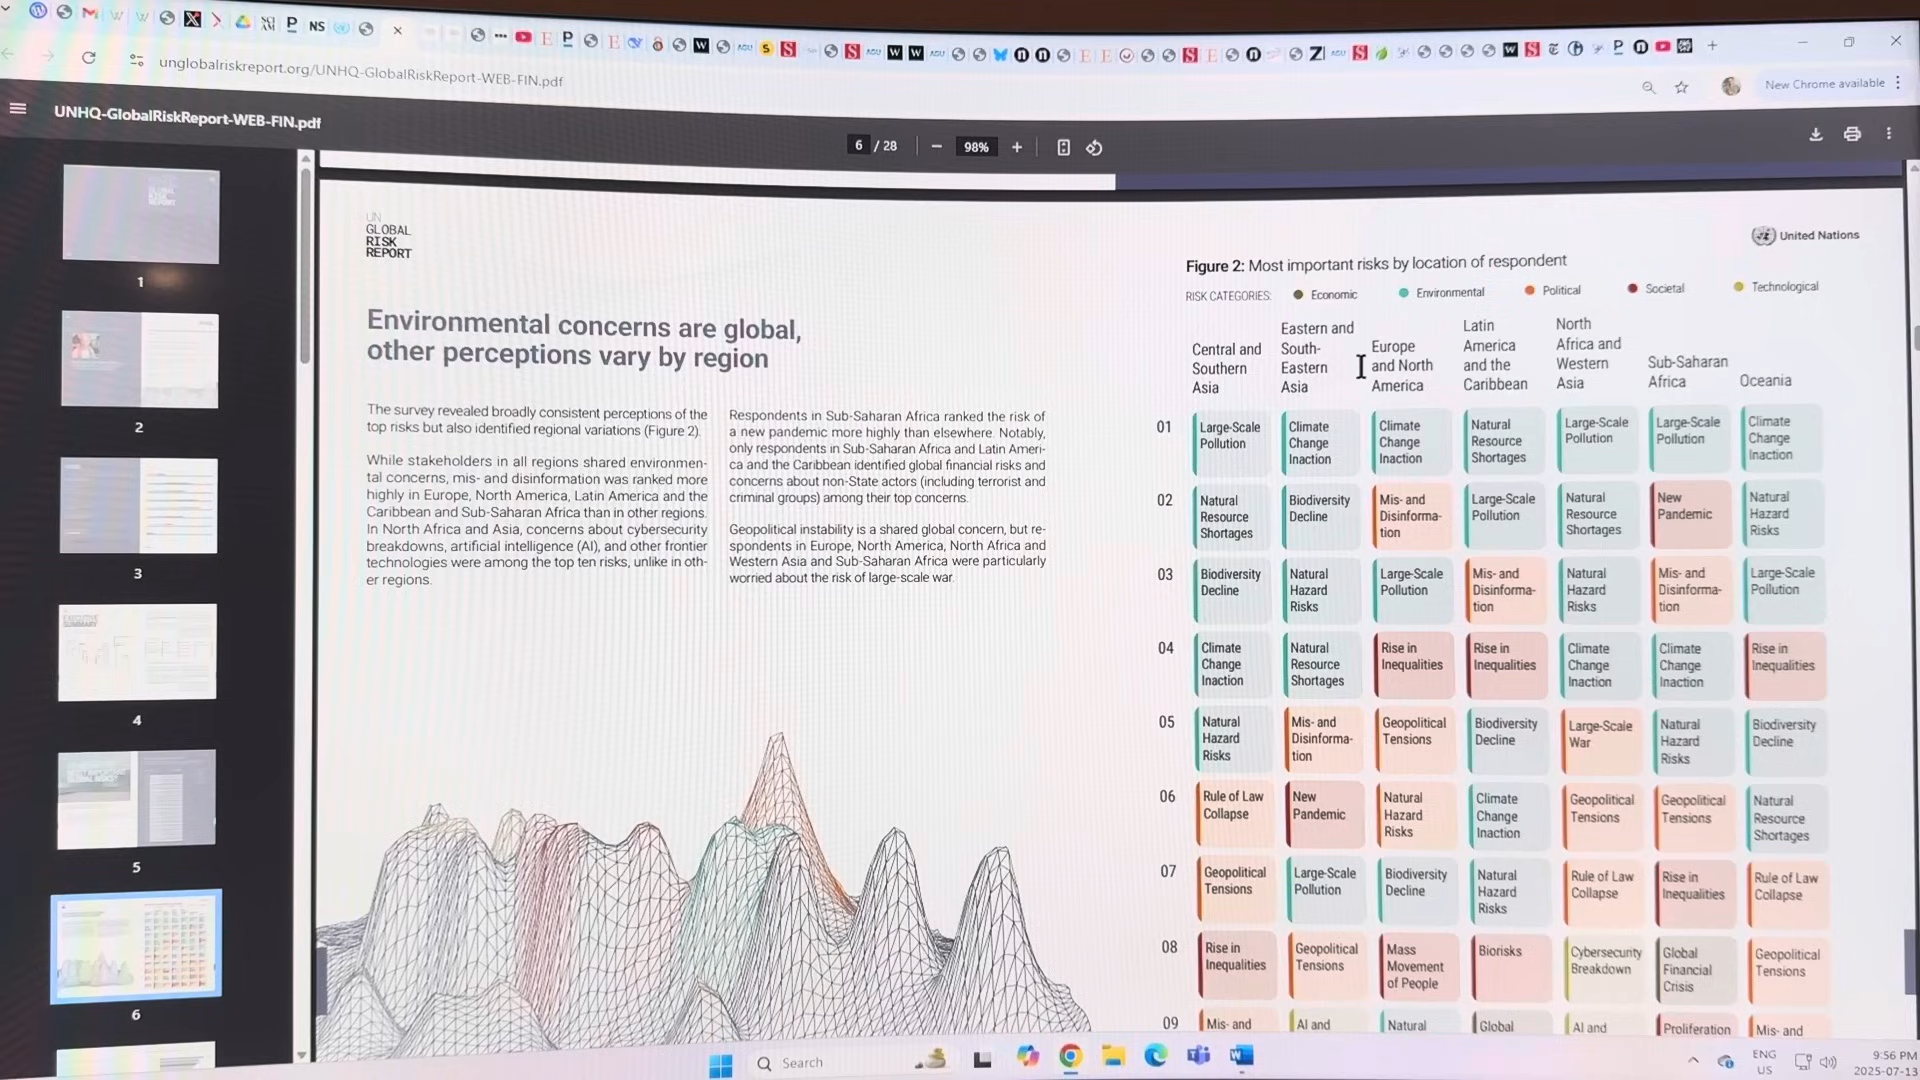 NS
unglobalriskreport.org/UNHQ-GlobalRiskReport-WEB-FIN.pdf
New Chrome available
UNHQ-GlobalRiskReport-WEB-FIN.pdf
6 / 28
98%
1
2
3
4
5
6
UN
GLOBAL
RISK
REPORT
Environmental concerns are global,
other perceptions vary by region
The survey revealed broadly consistent perceptions of the
top risks but also identified regional variations (Figure 2).
While stakeholders in all regions shared environmen-
tal concerns, mis- and disinformation was ranked more
highly in Europe, North America, Latin America and the
Caribbean and Sub-Saharan Africa than in other regions.
In North Africa and Asia, concerns about cybersecurity
breakdowns, artificial intelligence (AI), and other frontier
technologies were among the top ten risks, unlike in oth-
er regions.
Respondents in Sub-Saharan Africa ranked the risk of
a new pandemic more highly than elsewhere. Notably,
only respondents in Sub-Saharan Africa and Latin Ameri-
ca and the Caribbean identified global financial risks and
concerns about non-State actors (including terrorist and
criminal groups) among their top concerns.
Geopolitical instability is a shared global concern, but re-
spondents in Europe, North America, North Africa and
Western Asia and Sub-Saharan Africa were particularly
worried about the risk of large-scale war.
United Nations
Figure 2: Most important risks by location of respondent
RISK CATEGORIES: Economic Environmental Political Societal Technological
Central and
Southern
Asia
Eastern and
South-
Eastern
Asia
Europe
and North
America
Latin
America
and the
Caribbean
North
Africa and
Western
Asia
Sub-Saharan
Africa
Oceania
01
Large-Scale
Pollution
Climate
Change
Inaction
Climate
Change
Inaction
Natural
Resource
Shortages
Large-Scale
Pollution
Large-Scale
Pollution
Climate
Change
Inaction
02
Natural
Resource
Shortages
Biodiversity
Decline
Mis- and
Disinforma-
tion
Large-Scale
Pollution
Natural
Resource
Shortages
New
Pandemic
Natural
Hazard
Risks
03
Biodiversity
Decline
Natural
Hazard
Risks
Large-Scale
Pollution
Mis- and
Disinforma-
tion
Natural
Hazard
Risks
Mis- and
Disinforma-
tion
Large-Scale
Pollution
04
Climate
Change
Inaction
Natural
Resource
Shortages
Rise in
Inequalities
Rise in
Inequalities
Climate
Change
Inaction
Climate
Change
Inaction
Rise in
Inequalities
05
Natural
Hazard
Risks
Mis- and
Disinforma-
tion
Geopolitical
Tensions
Biodiversity
Decline
Large-Scale
War
Natural
Hazard
Risks
Biodiversity
Decline
06
Rule of Law
Collapse
New
Pandemic
Natural
Hazard
Risks
Climate
Change
Inaction
Geopolitical
Tensions
Geopolitical
Tensions
Natural
Resource
Shortages
07
Geopolitical
Tensions
Large-Scale
Pollution
Biodiversity
Decline
Natural
Hazard
Risks
Rule of Law
Collapse
Rise in
Inequalities
Rule of Law
Collapse
08
Rise in
Inequalities
Geopolitical
Tensions
Mass
Movement
of People
Biorisks
Cybersecurity
Breakdown
Global
Financial
Crisis
Geopolitical
Tensions
09
Mis- and
AI and
Natural
Global
AI and
Proliferation
Mis- and
Search
ENG
US
9:56 PM
2025-07-13